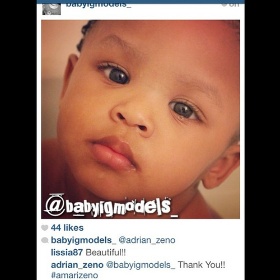 babyigmodels_
@babyigmodels_
44 likes
babyigmodels_ @adrian_zeno
lissia87 Beautiful!!
adrian_zeno @babyigmodels_ Thank You!!
#amarizeno